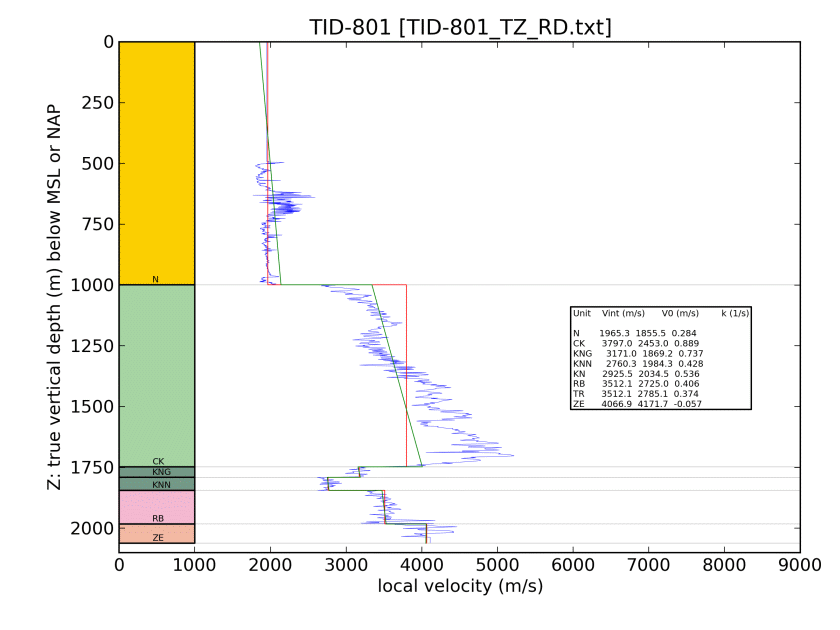 TID-801 [TID-801_TZ_RD.txt]
Z: true vertical depth (m) below MSL or NAP
0
250
500
750
1000
1250
1500
1750
2000
N
CK
KNG
KNN
RB
ZE
Unit Vint (m/s) V0 (m/s) k (1/s)
N 1965.3 1855.5 0.284
CK 3797.0 2453.0 0.889
KNG 3171.0 1869.2 0.737
KNN 2760.3 1984.3 0.428
KN 2925.5 2034.5 0.536
RB 3512.1 2725.0 0.406
TR 3512.1 2785.1 0.374
ZE 4066.9 4171.7 -0.057
0 1000 2000 3000 4000 5000 6000 7000 8000 9000
local velocity (m/s)